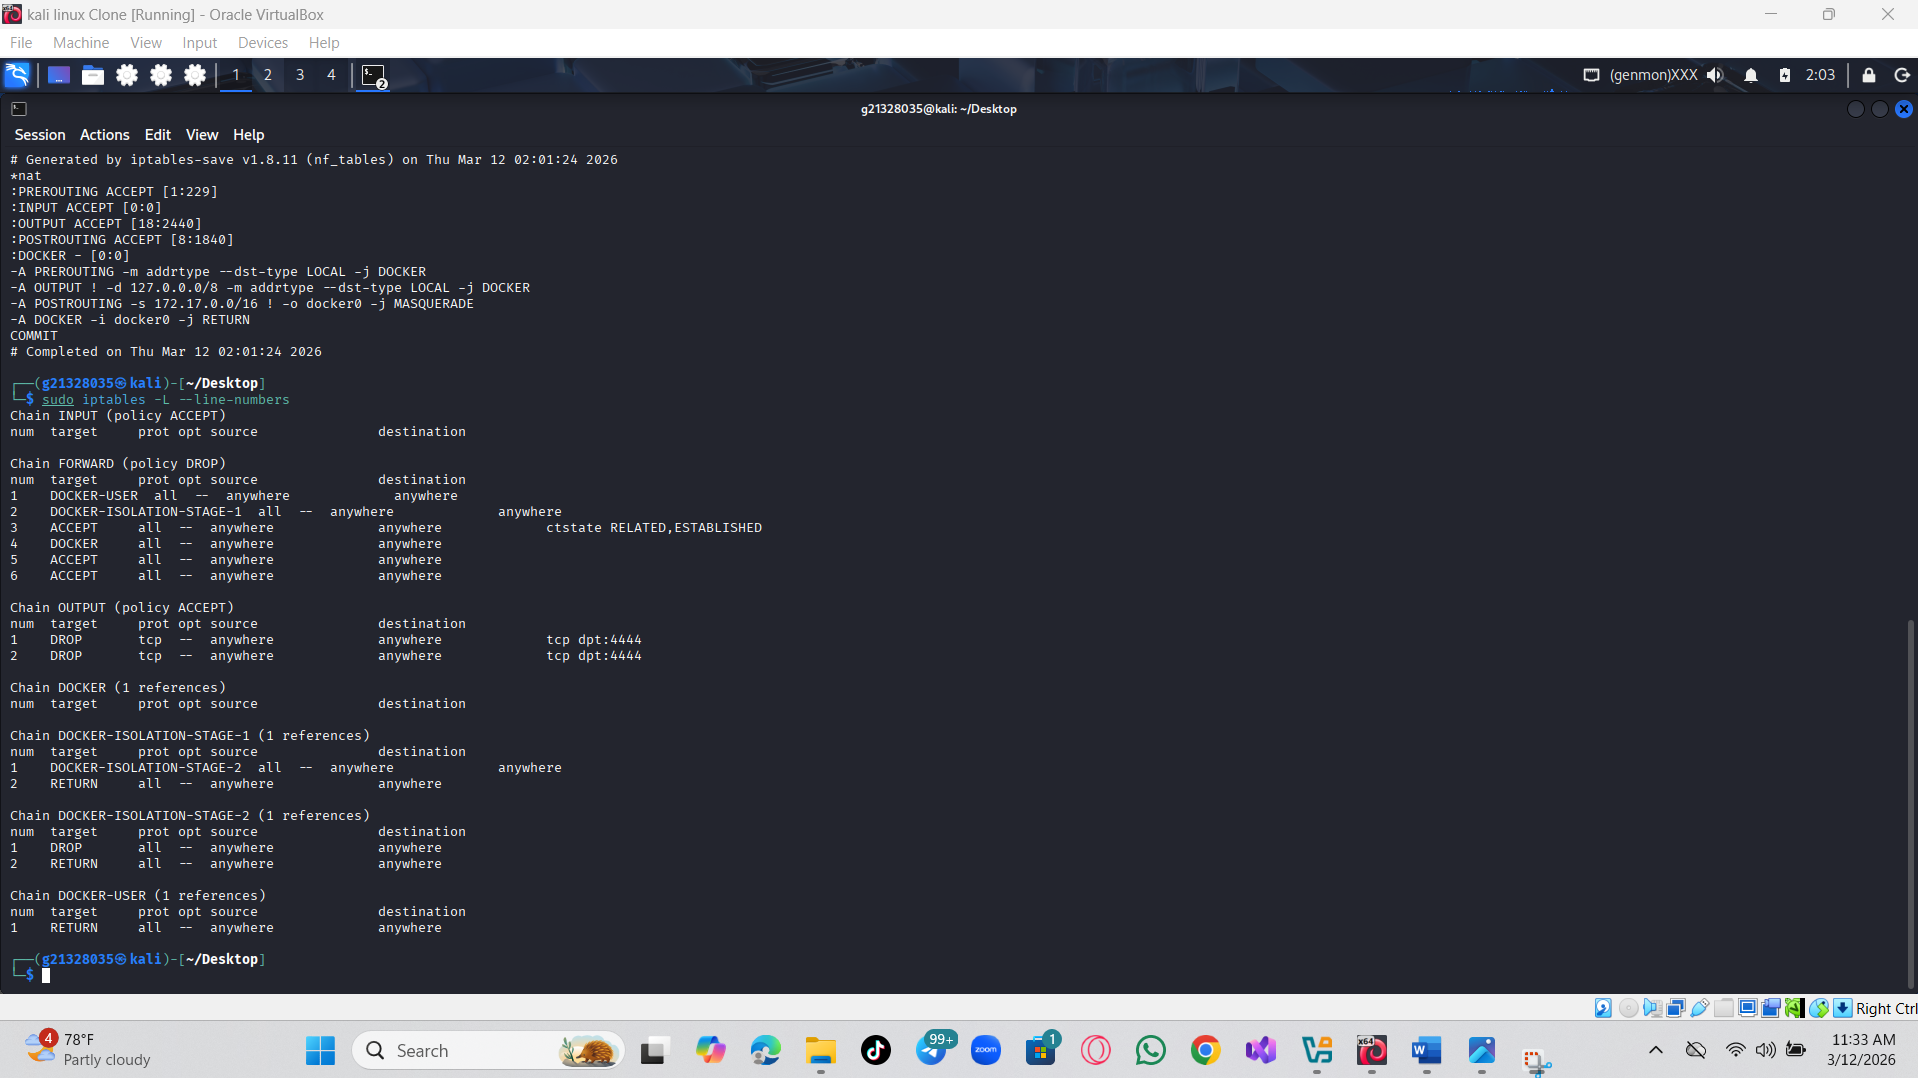 kali linux Clone [Running] - Oracle VirtualBox
File Machine View Input Devices Help
1 2 3 4 2 (genmon)XXX 2:03
g21328035@kali: ~/Desktop
Session Actions Edit View Help
# Generated by iptables-save v1.8.11 (nf_tables) on Thu Mar 12 02:01:24 2026
*nat
:PREROUTING ACCEPT [1:229]
:INPUT ACCEPT [0:0]
:OUTPUT ACCEPT [18:2440]
:POSTROUTING ACCEPT [8:1840]
:DOCKER - [0:0]
-A PREROUTING -m addrtype --dst-type LOCAL -j DOCKER
-A OUTPUT ! -d 127.0.0.0/8 -m addrtype --dst-type LOCAL -j DOCKER
-A POSTROUTING -s 172.17.0.0/16 ! -o docker0 -j MASQUERADE
-A DOCKER -i docker0 -j RETURN
COMMIT
# Completed on Thu Mar 12 02:01:24 2026
┌──(g21328035㉿kali)-[~/Desktop]
└─$ sudo iptables -L --line-numbers
Chain INPUT (policy ACCEPT)
num target prot opt source destination
Chain FORWARD (policy DROP)
num target prot opt source destination
1 DOCKER-USER all -- anywhere anywhere
2 DOCKER-ISOLATION-STAGE-1 all -- anywhere anywhere
3 ACCEPT all -- anywhere anywhere ctstate RELATED,ESTABLISHED
4 DOCKER all -- anywhere anywhere
5 ACCEPT all -- anywhere anywhere
6 ACCEPT all -- anywhere anywhere
Chain OUTPUT (policy ACCEPT)
num target prot opt source destination
1 DROP tcp -- anywhere anywhere tcp dpt:4444
2 DROP tcp -- anywhere anywhere tcp dpt:4444
Chain DOCKER (1 references)
num target prot opt source destination
Chain DOCKER-ISOLATION-STAGE-1 (1 references)
num target prot opt source destination
1 DOCKER-ISOLATION-STAGE-2 all -- anywhere anywhere
2 RETURN all -- anywhere anywhere
Chain DOCKER-ISOLATION-STAGE-2 (1 references)
num target prot opt source destination
1 DROP all -- anywhere anywhere
2 RETURN all -- anywhere anywhere
Chain DOCKER-USER (1 references)
num target prot opt source destination
1 RETURN all -- anywhere anywhere
┌──(g21328035㉿kali)-[~/Desktop]
└─$
Right Ctrl
4 78°F
Partly cloudy
Search
99+
zoom
1
X64
W
11:33 AM
3/12/2026